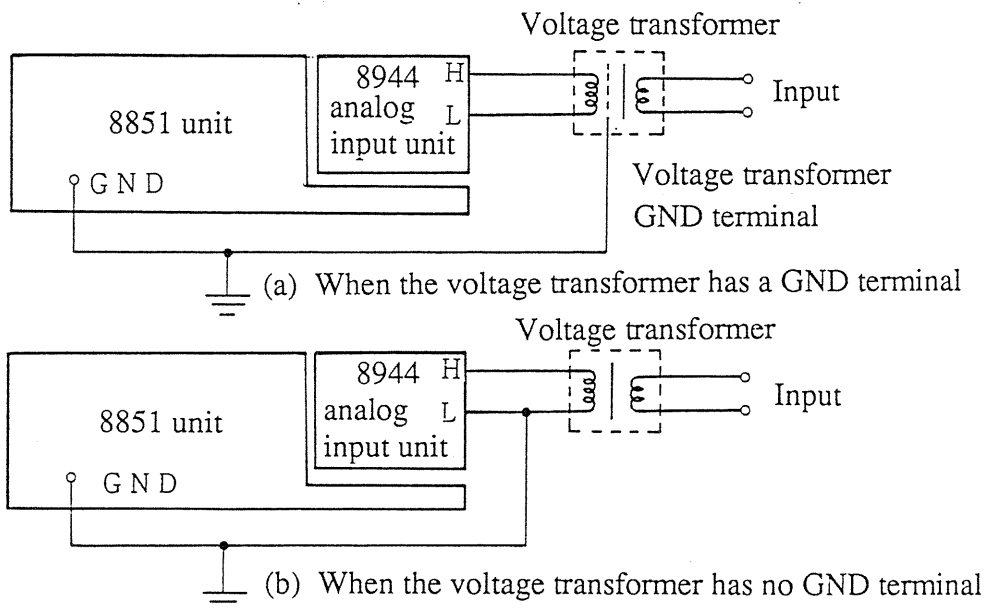 Voltage transformer
8944 H
8851 unit
analog L
input unit
Input
GND
Voltage transformer
GND terminal
(a) When the voltage transformer has a GND terminal
Voltage transformer
8944 H
8851 unit
analog L
input unit
Input
GND
(b) When the voltage transformer has no GND terminal